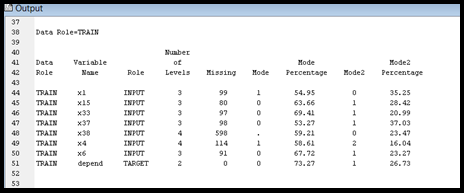 Output
37
38 Data Role=TRAIN
39
40 Number
41 Data Variable of Mode Mode2
42 Role Name Role Levels Missing Mode Percentage Mode2 Percentage
43
44 TRAIN x1 INPUT 3 99 1 54.95 0 35.25
45 TRAIN x15 INPUT 3 80 0 63.66 1 28.42
46 TRAIN x33 INPUT 3 97 0 69.41 1 20.99
47 TRAIN x37 INPUT 3 98 0 53.27 1 37.03
48 TRAIN x38 INPUT 4 598 . 59.21 0 23.47
49 TRAIN x4 INPUT 4 114 1 58.61 2 16.04
50 TRAIN x6 INPUT 3 91 0 67.72 1 23.27
51 TRAIN depend TARGET 2 0 0 73.27 1 26.73
52
53